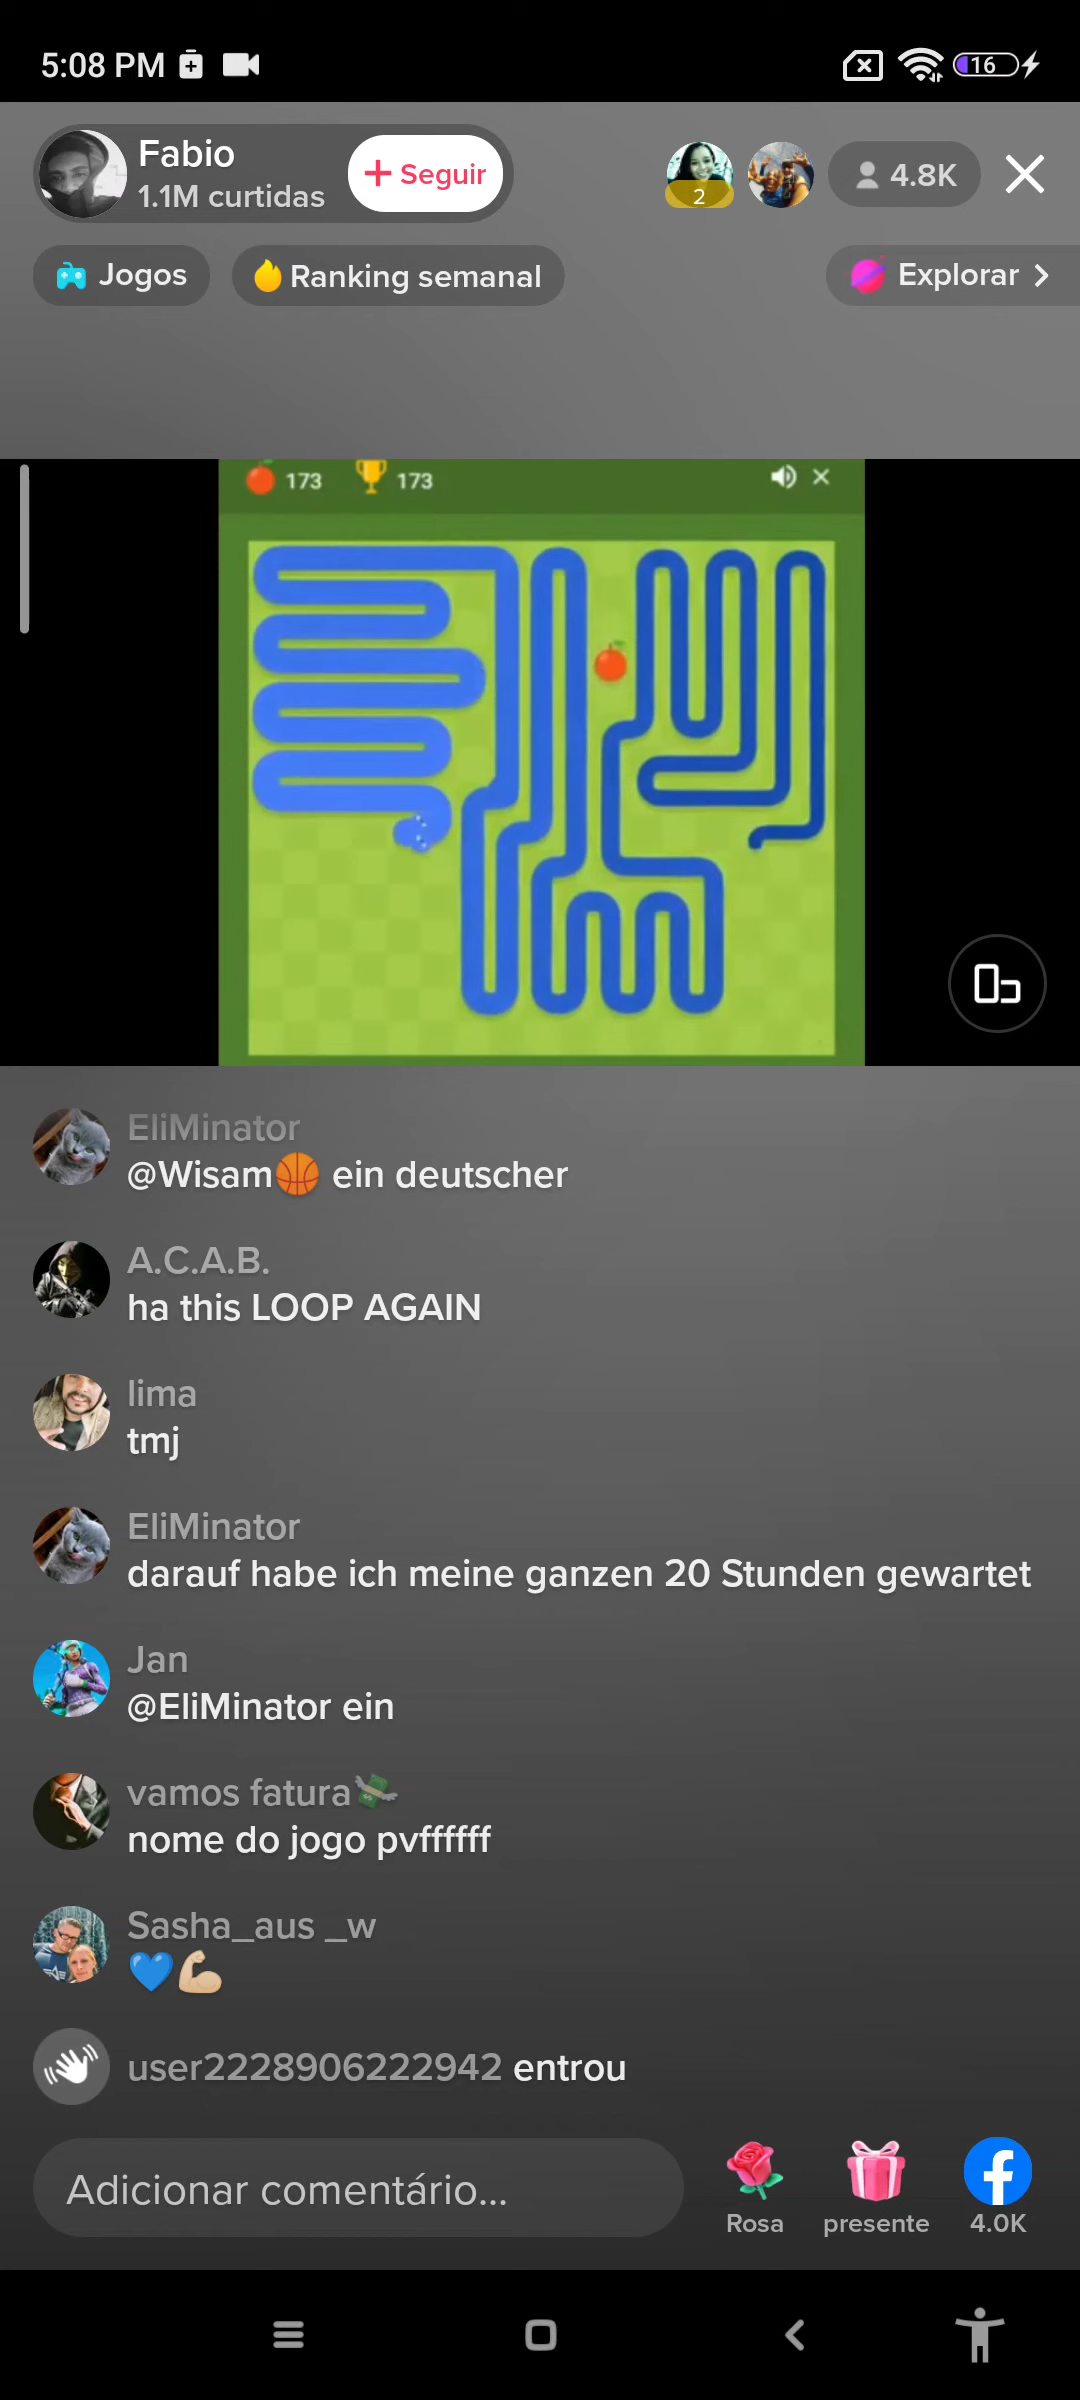 5:08 PM
16
Fabio
1.1M curtidas
+ Seguir
2
4.8K
Jogos
Ranking semanal
Explorar >
173
173
EliMinator
@Wisam🏀 ein deutscher
A.C.A.B.
ha this LOOP AGAIN
lima
tmj
EliMinator
darauf habe ich meine ganzen 20 Stunden gewartet
Jan
@EliMinator ein
vamos fatura💸
nome do jogo pvffffff
Sasha_aus _w
💙💪🏼
user2228906222942 entrou
Adicionar comentário...
Rosa
presente
4.0K